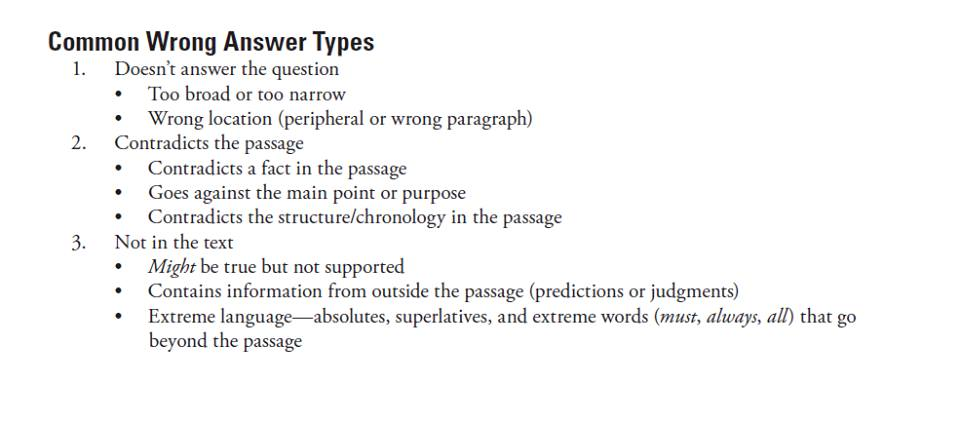 Common Wrong Answer Types
1. Doesn’t answer the question
• Too broad or too narrow
• Wrong location (peripheral or wrong paragraph)
2. Contradicts the passage
• Contradicts a fact in the passage
• Goes against the main point or purpose
• Contradicts the structure/chronology in the passage
3. Not in the text
• Might be true but not supported
• Contains information from outside the passage (predictions or judgments)
• Extreme language—absolutes, superlatives, and extreme words (must, always, all) that go
beyond the passage